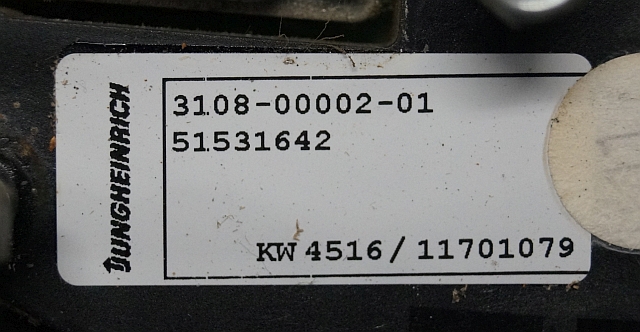 JUNGHEINRICH
3108-00002-01
51531642
KW 4516/11701079